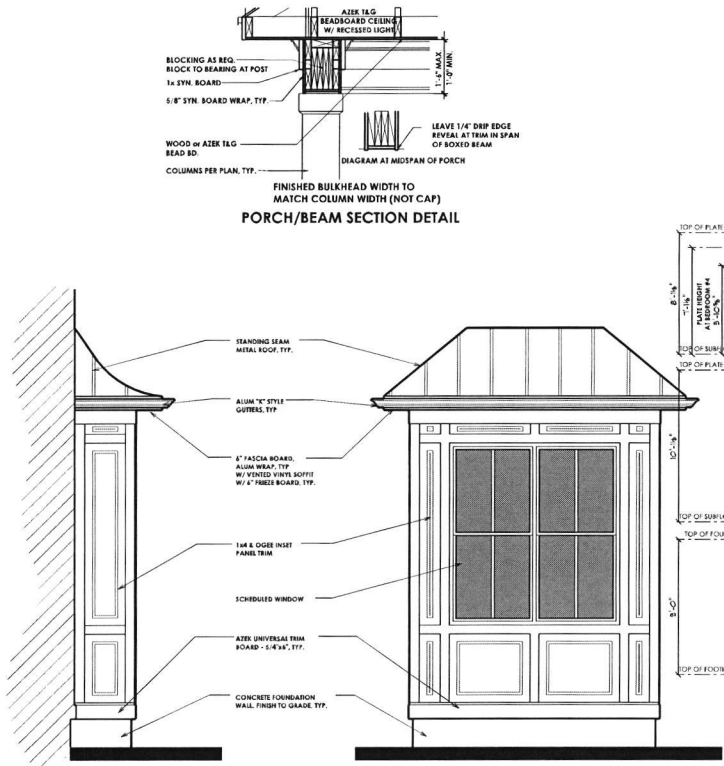 AZEK T&G
BEADBOARD CEILING
W/ RECESSED LIGHT
BLOCKING AS REQ.
BLOCK TO BEARING AT POST
1x SYN. BOARD
5/8" SYN. BOARD WRAP, TYP.
1'-6" MAX
1'-0" MIN.
LEAVE 1/4" DRIP EDGE
REVEAL AT TRIM IN SPAN
OF BOXED BEAM
WOOD or AZEK T&G
BEAD BD.
DIAGRAM AT MIDSPAN OF PORCH
COLUMNS PER PLAN, TYP.
FINISHED BULKHEAD WIDTH TO
MATCH COLUMN WIDTH (NOT CAP)
PORCH/BEAM SECTION DETAIL
TOP OF PLATE
PLATE HEIGHT
AT BEDROOM #4
TOP OF SUBFL
TOP OF PLATE
STANDING SEAM
METAL ROOF, TYP.
ALUM "K" STYLE
GUTTERS, TYP
6" FASCIA BOARD,
ALUM WRAP, TYP
W/ VENTED VINYL SOFFIT
W/ 6" FRIEZE BOARD, TYP.
TOP OF SUBFL
TOP OF FOU
1x4 & OGEE INSET
PANEL TRIM
SCHEDULED WINDOW
AZEK UNIVERSAL TRIM
BOARD - 5/4"x6", TYP.
TOP OF FOOTI
CONCRETE FOUNDATION
WALL, FINISH TO GRADE, TYP.